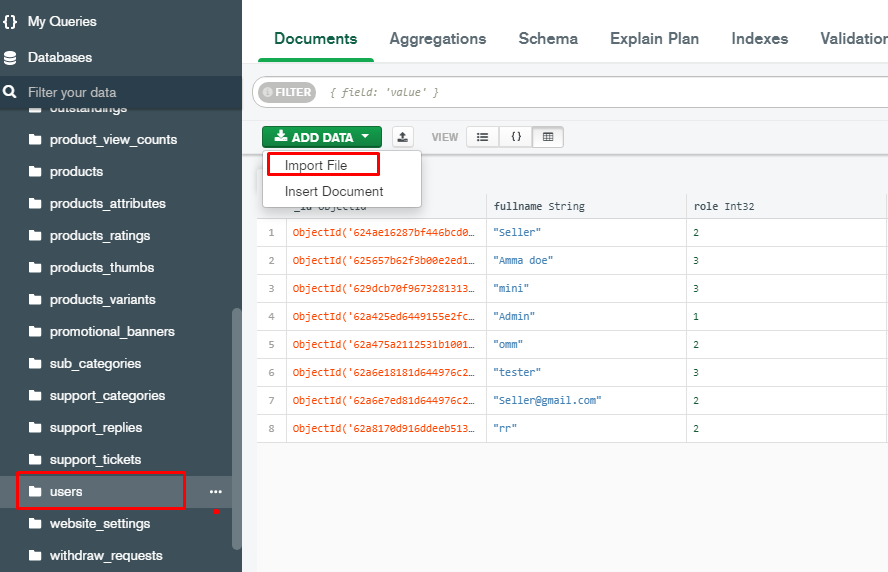 My Queries
Databases
Filter your data
outstandings
product_view_counts
products
products_attributes
products_ratings
products_thumbs
products_variants
promotional_banners
sub_categories
support_categories
support_replies
support_tickets
users
website_settings
withdraw_requests
Documents Aggregations Schema Explain Plan Indexes Validation
FILTER { field: 'value' }
ADD DATA VIEW {}
Import File
Insert Document
_id ObjectId fullname String role Int32
1 ObjectId('624ae16287bf446bcd0… "Seller" 2
2 ObjectId('625657b62f3b00e2ed1… "Amma doe" 3
3 ObjectId('629dcb70f9673281313… "mini" 3
4 ObjectId('62a425ed6449155e2fc… "Admin" 1
5 ObjectId('62a475a2112531b1001… "omm" 2
6 ObjectId('62a6e18181d644976c2… "tester" 3
7 ObjectId('62a6e7ed81d644976c2… "Seller@gmail.com" 2
8 ObjectId('62a8170d916ddeeb513… "rr" 2